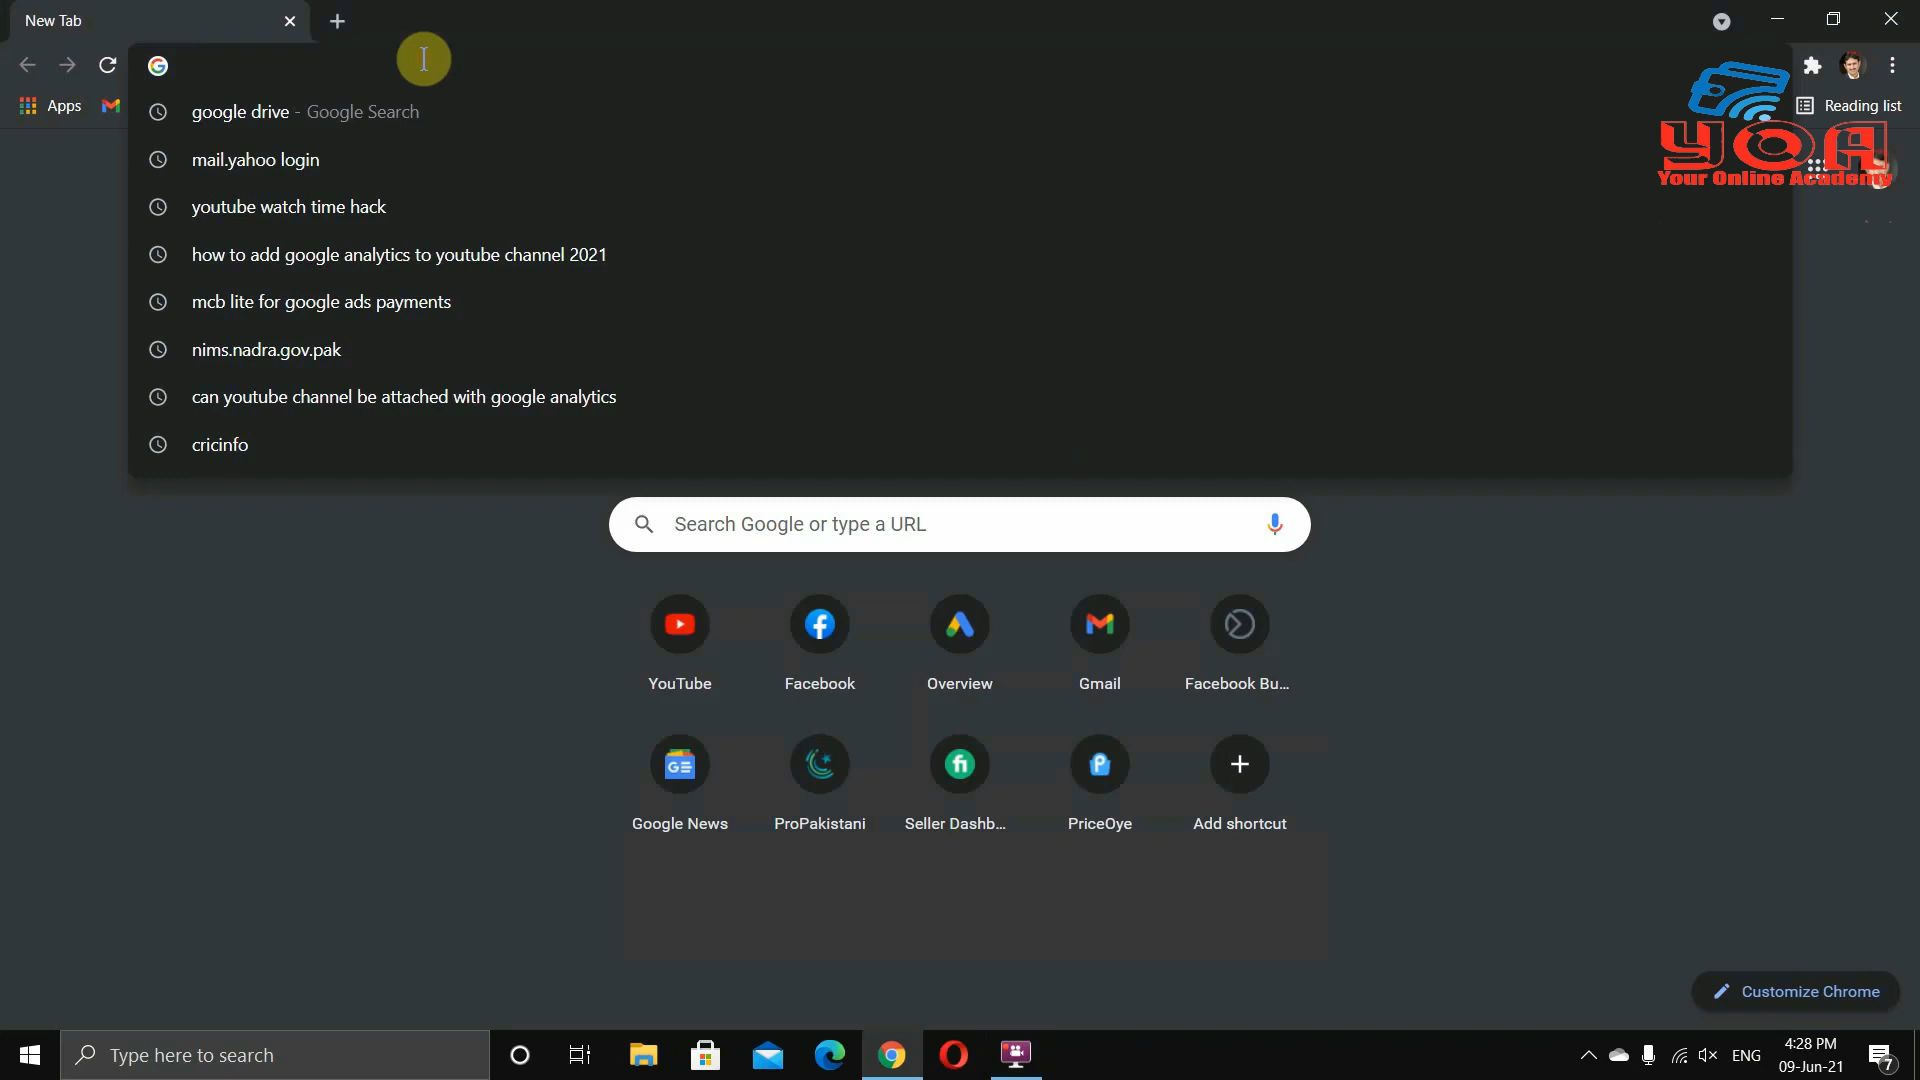 New Tab
google drive - Google Search
Apps
Reading list
mail.yahoo login
YOA
Your Online Academy
youtube watch time hack
how to add google analytics to youtube channel 2021
mcb lite for google ads payments
nims.nadra.gov.pak
can youtube channel be attached with google analytics
cricinfo
Search Google or type a URL
YouTube
Facebook
Overview
Gmail
Facebook Bu...
Google News
ProPakistani
Seller Dashb...
PriceOye
Add shortcut
Customize Chrome
Type here to search
ENG
4:28 PM
09-Jun-21
7